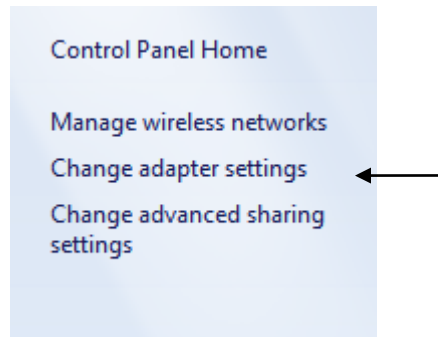 Control Panel Home
Manage wireless networks
Change adapter settings
Change advanced sharing
settings